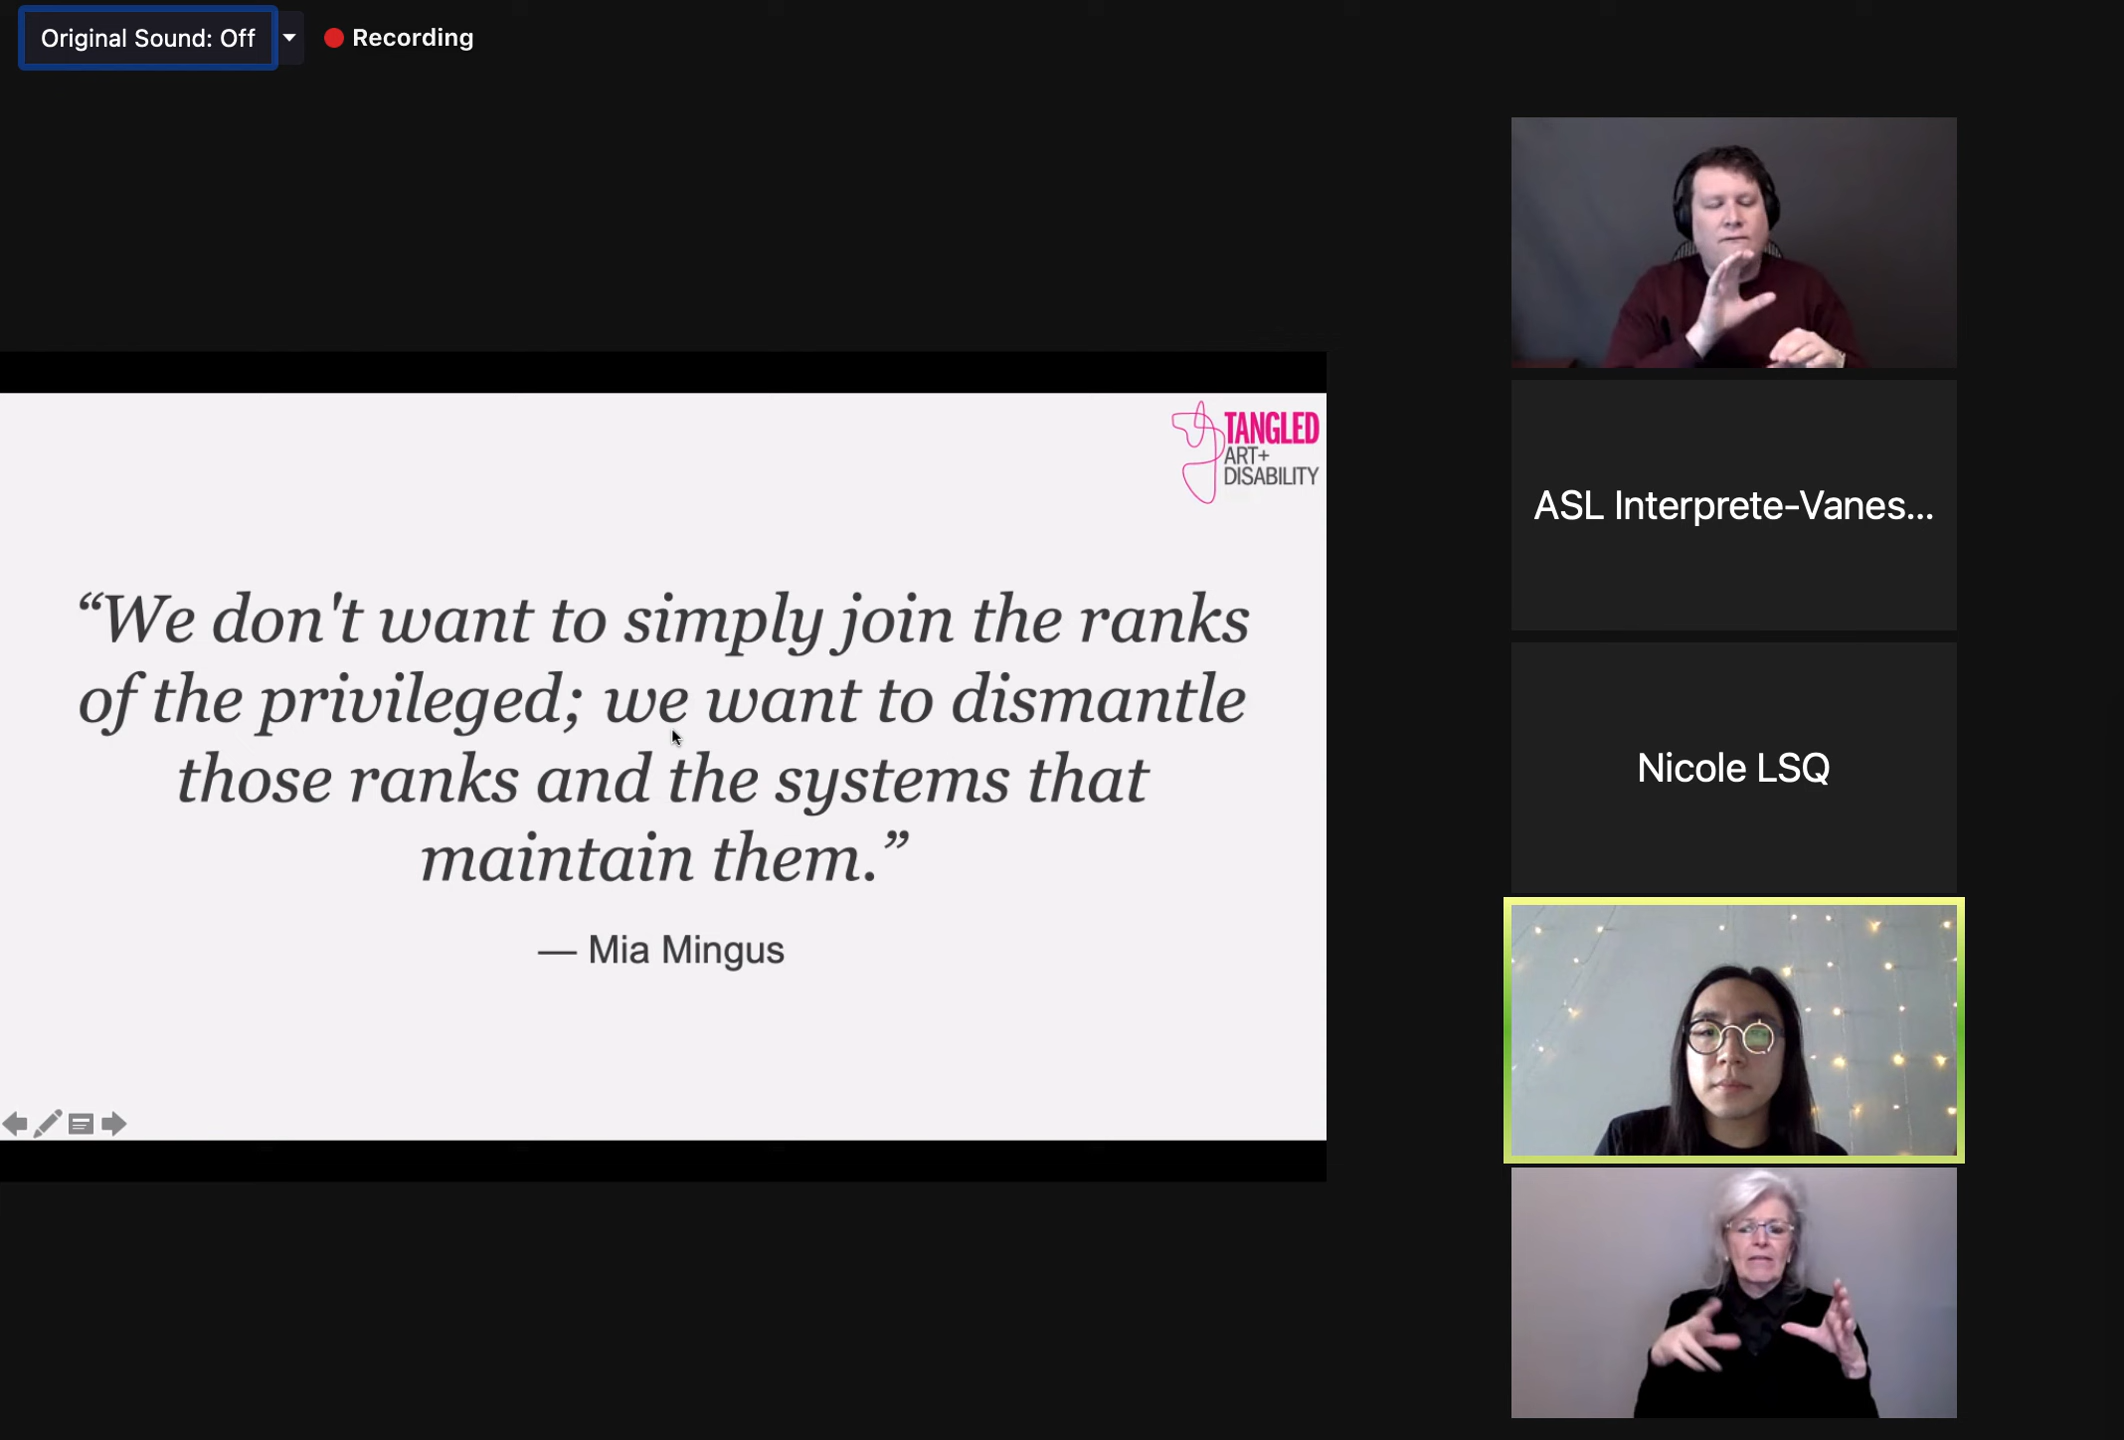 Original Sound: Off
Recording
TANGLED
ART+
DISABILITY
“We don't want to simply join the ranks
of the privileged; we want to dismantle
those ranks and the systems that
maintain them.”
— Mia Mingus
ASL Interprete-Vanes...
Nicole LSQ